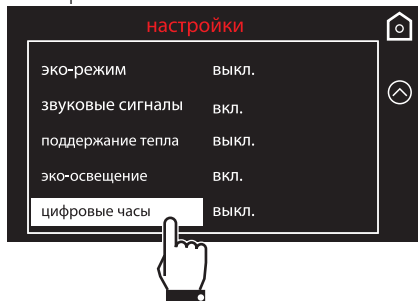 настройки
эко-режим выкл.
звуковые сигналы вкл.
поддержание тепла выкл.
эко-освещение вкл.
цифровые часы выкл.